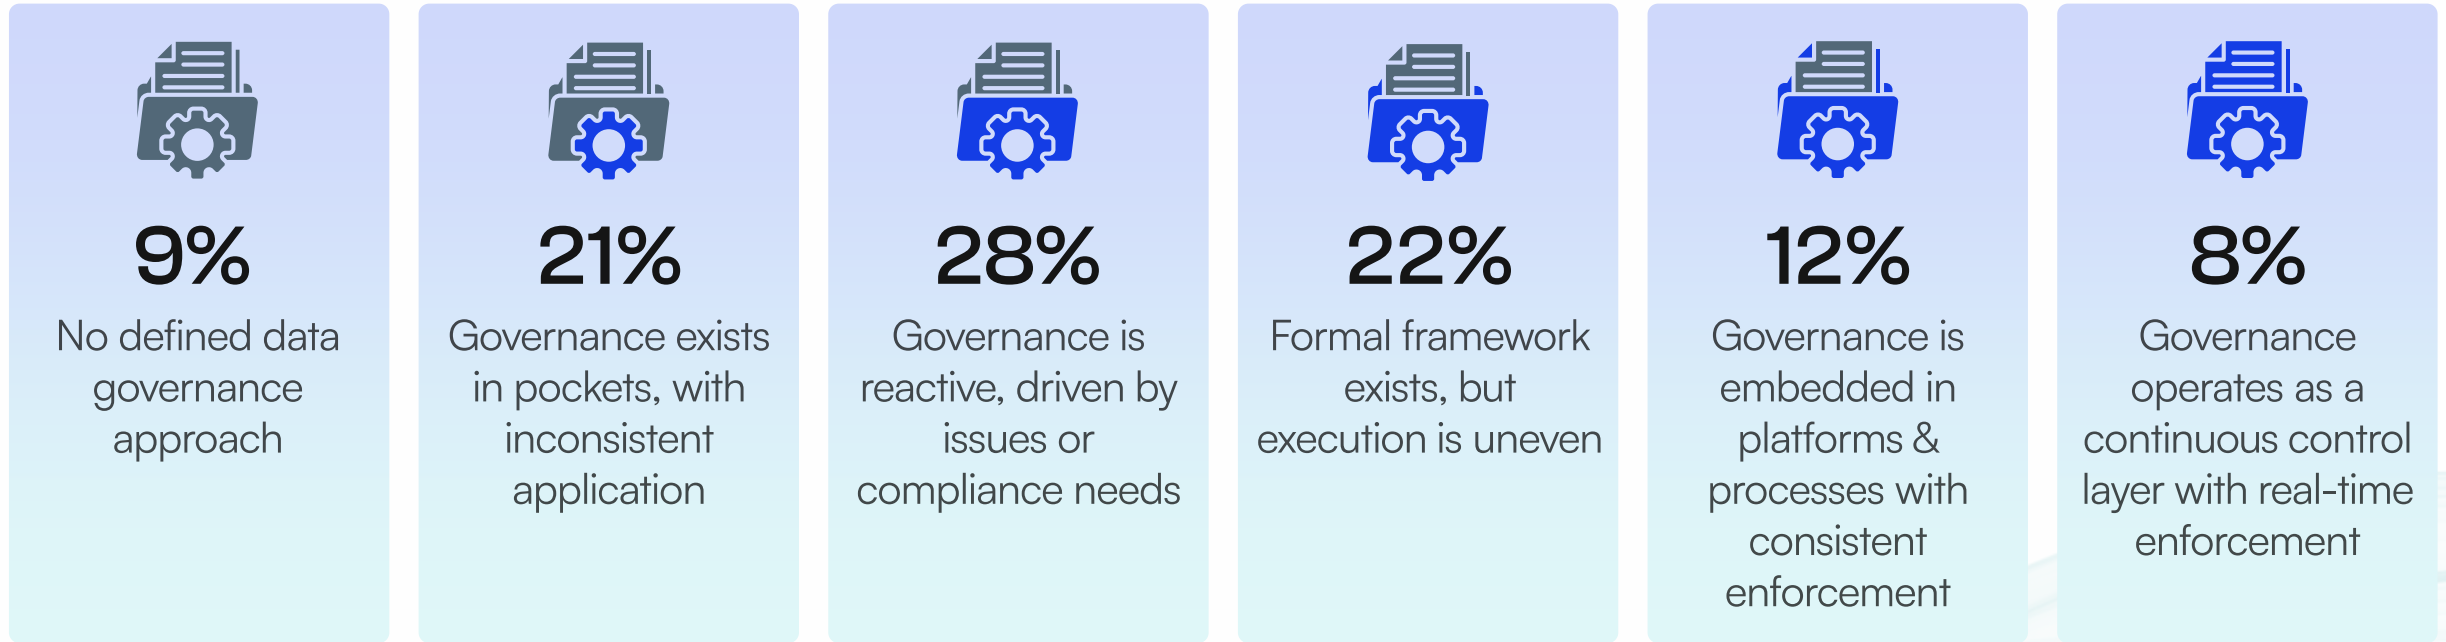 9%
No defined data
governance
approach
21%
Governance exists
in pockets, with
inconsistent
application
28%
Governance is
reactive, driven by
issues or
compliance needs
22%
Formal framework
exists, but
execution is uneven
12%
Governance is
embedded in
platforms &
processes with
consistent
enforcement
8%
Governance
operates as a
continuous control
layer with real-time
enforcement